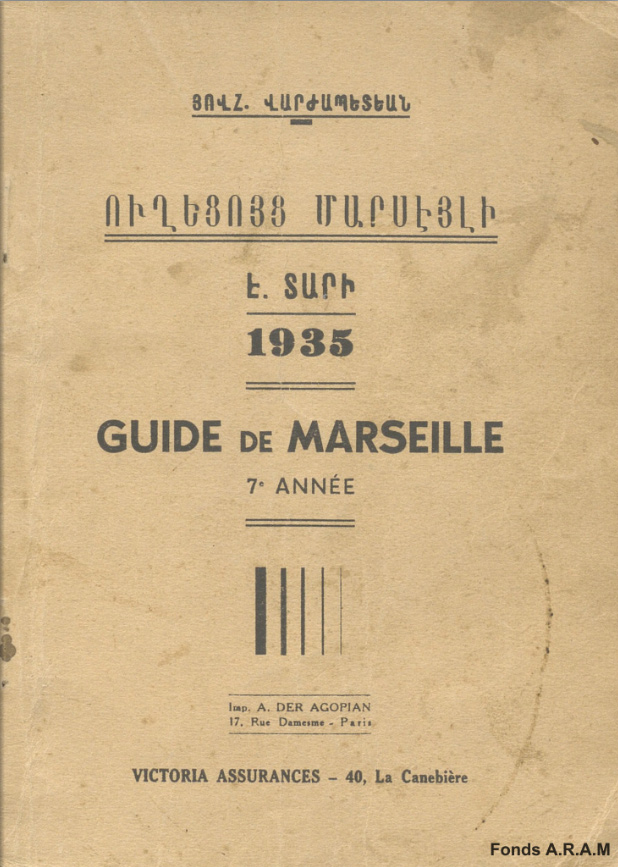 ՅՈՎՀ. ՎԱՐԺԱՊԵՏԵԱՆ
ՈՒՂԵՑՈՅՑ ՄԱՐՍԷՅԼԻ
Է. ՏԱՐԻ
1935
GUIDE DE MARSEILLE
7ᵉ ANNÉE
Imp. A. DER AGOPIAN
17, Rue Damesme - Paris
VICTORIA ASSURANCES – 40, La Canebière
Fonds A.R.A.M